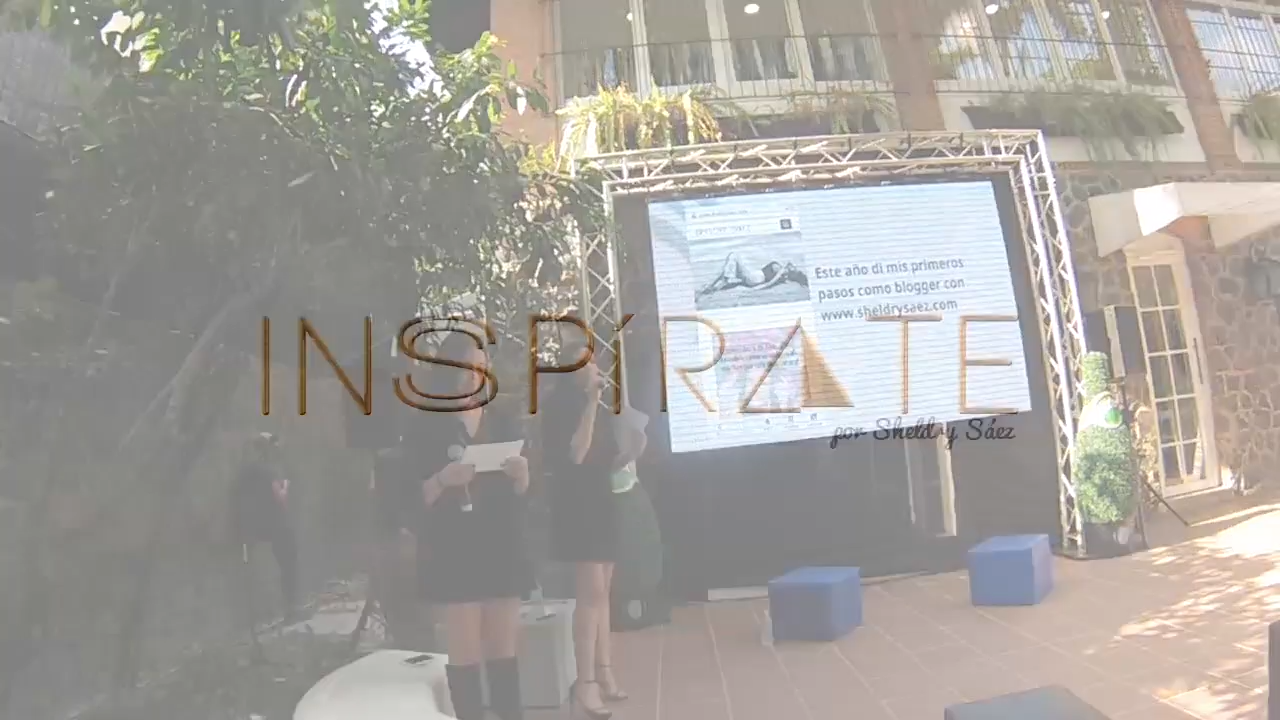 Este año di mis primeros
pasos como blogger con
www.sheldrysaez.com
INSPÍRATE
por Sheldry Sáez